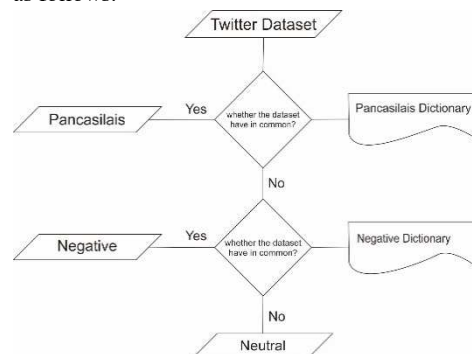 Twitter Dataset
Yes
Pancasilais
whether the dataset
have in common?
Pancasilais Dictionary
No
Yes
Negative
whether the dataset
have in common?
Negative Dictionary
No
Neutral